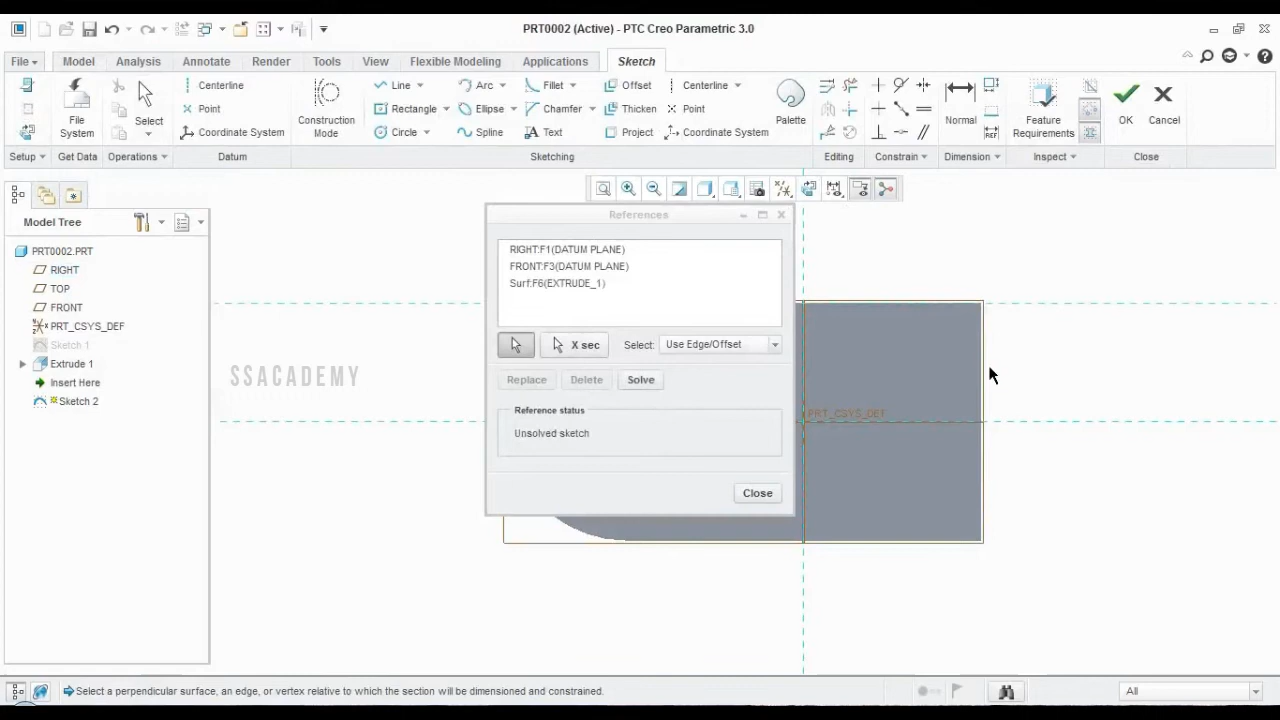 PRT0002 (Active) - PTC Creo Parametric 3.0
File Model Analysis Annotate Render Tools View Flexible Modeling Applications Sketch
Centerline Line Arc Fillet Offset Centerline
File System Select Point Construction Mode Rectangle Ellipse Chamfer Thicken Point Palette Normal Feature Requirements OK Cancel
Coordinate System Circle Spline Text Project Coordinate System
Setup Get Data Operations Datum Sketching Editing Constrain Dimension Inspect Close
Model Tree
PRT0002.PRT
RIGHT
TOP
FRONT
PRT_CSYS_DEF
Sketch 1
Extrude 1
Insert Here
Sketch 2
SSACADEMY
References
RIGHT:F1(DATUM PLANE)
FRONT:F3(DATUM PLANE)
Surf:F6(EXTRUDE_1)
X sec Select: Use Edge/Offset
Replace Delete Solve
Reference status
Unsolved sketch
Close
PRT_CSYS_DEF
Select a perpendicular surface, an edge, or vertex relative to which the section will be dimensioned and constrained.
All